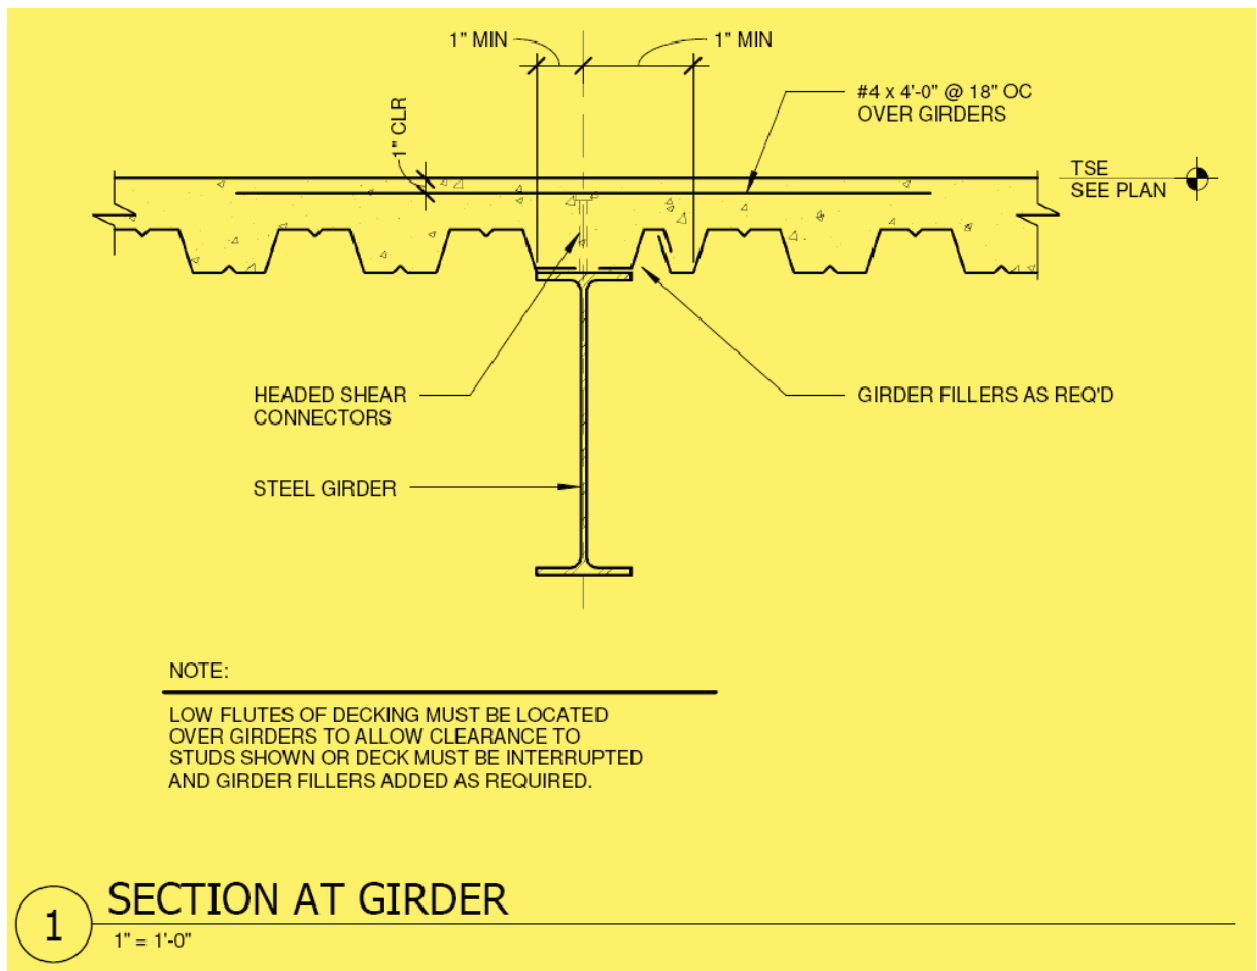 1" MIN
1" MIN
#4 x 4'-0" @ 18" OC
OVER GIRDERS
1" CLR
TSE
SEE PLAN
HEADED SHEAR
CONNECTORS
GIRDER FILLERS AS REQ'D
STEEL GIRDER
NOTE:
LOW FLUTES OF DECKING MUST BE LOCATED
OVER GIRDERS TO ALLOW CLEARANCE TO
STUDS SHOWN OR DECK MUST BE INTERRUPTED
AND GIRDER FILLERS ADDED AS REQUIRED.
1
SECTION AT GIRDER
1" = 1'-0"